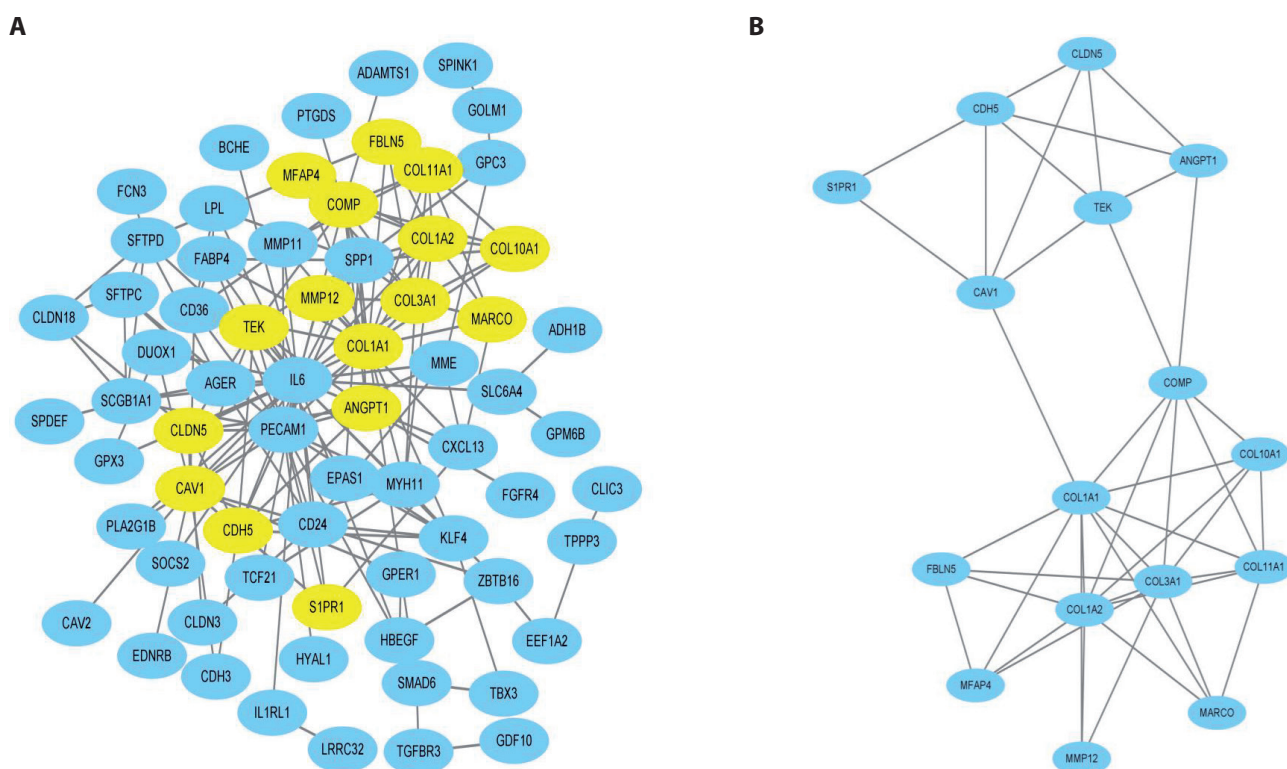 A
ADAMTS1
SPINK1
PTGDS
GOLM1
BCHE
FBLN5
GPC3
COL11A1
MFAP4
FCN3
LPL
COMP
SFTPD
FABP4
MMP11
COL1A2
COL10A1
SPP1
SFTPC
MMP12
COL3A1
CLDN18
CD36
MARCO
TEK
ADH1B
DUOX1
COL1A1
MME
AGER
IL6
SLC6A4
SCGB1A1
ANGPT1
SPDEF
CLDN5
PECAM1
GPM6B
GPX3
CXCL13
CAV1
EPAS1
MYH11
FGFR4
CLIC3
PLA2G1B
CDH5
CD24
KLF4
TPPP3
SOCS2
TCF21
GPER1
ZBTB16
S1PR1
CAV2
CLDN3
HBEGF
EEF1A2
EDNRB
CDH3
HYAL1
SMAD6
TBX3
IL1RL1
LRRC32
TGFBR3
GDF10
B
CLDN5
CDH5
ANGPT1
S1PR1
TEK
CAV1
COMP
COL10A1
COL1A1
FBLN5
COL3A1
COL11A1
COL1A2
MFAP4
MARCO
MMP12